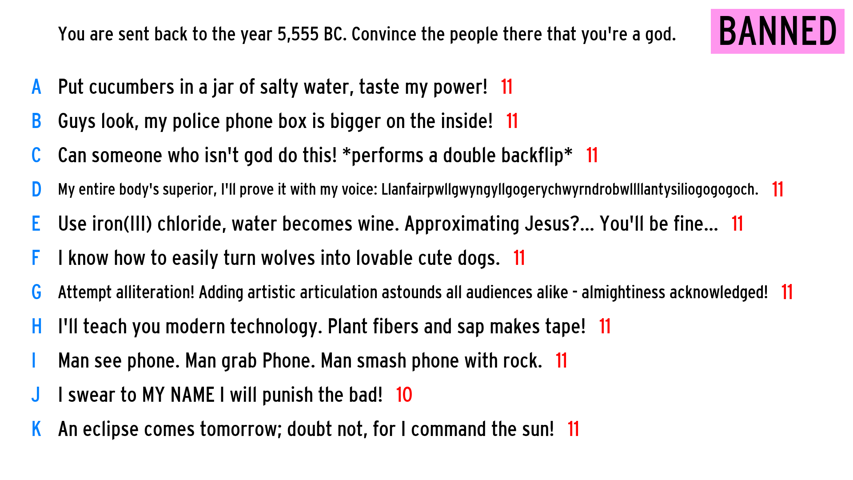 You are sent back to the year 5,555 BC. Convince the people there that you're a god.
BANNED
A Put cucumbers in a jar of salty water, taste my power! 11
B Guys look, my police phone box is bigger on the inside! 11
C Can someone who isn't god do this! *performs a double backflip* 11
D My entire body's superior, I'll prove it with my voice: Llanfairpwllgwyngyllgogerychwyrndrobwllllantysiliogogogoch. 11
E Use iron(III) chloride, water becomes wine. Approximating Jesus?... You'll be fine... 11
F I know how to easily turn wolves into lovable cute dogs. 11
G Attempt alliteration! Adding artistic articulation astounds all audiences alike - almightiness acknowledged! 11
H I'll teach you modern technology. Plant fibers and sap makes tape! 11
I Man see phone. Man grab Phone. Man smash phone with rock. 11
J I swear to MY NAME I will punish the bad! 10
K An eclipse comes tomorrow; doubt not, for I command the sun! 11